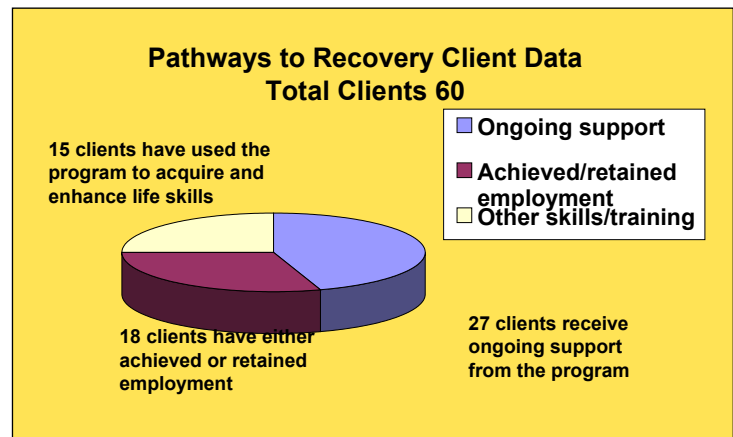 Pathways to Recovery Client Data
Total Clients 60
Ongoing support
Achieved/retained
employment
Other skills/training
15 clients have used the
program to acquire and
enhance life skills
18 clients have either
achieved or retained
employment
27 clients receive
ongoing support
from the program